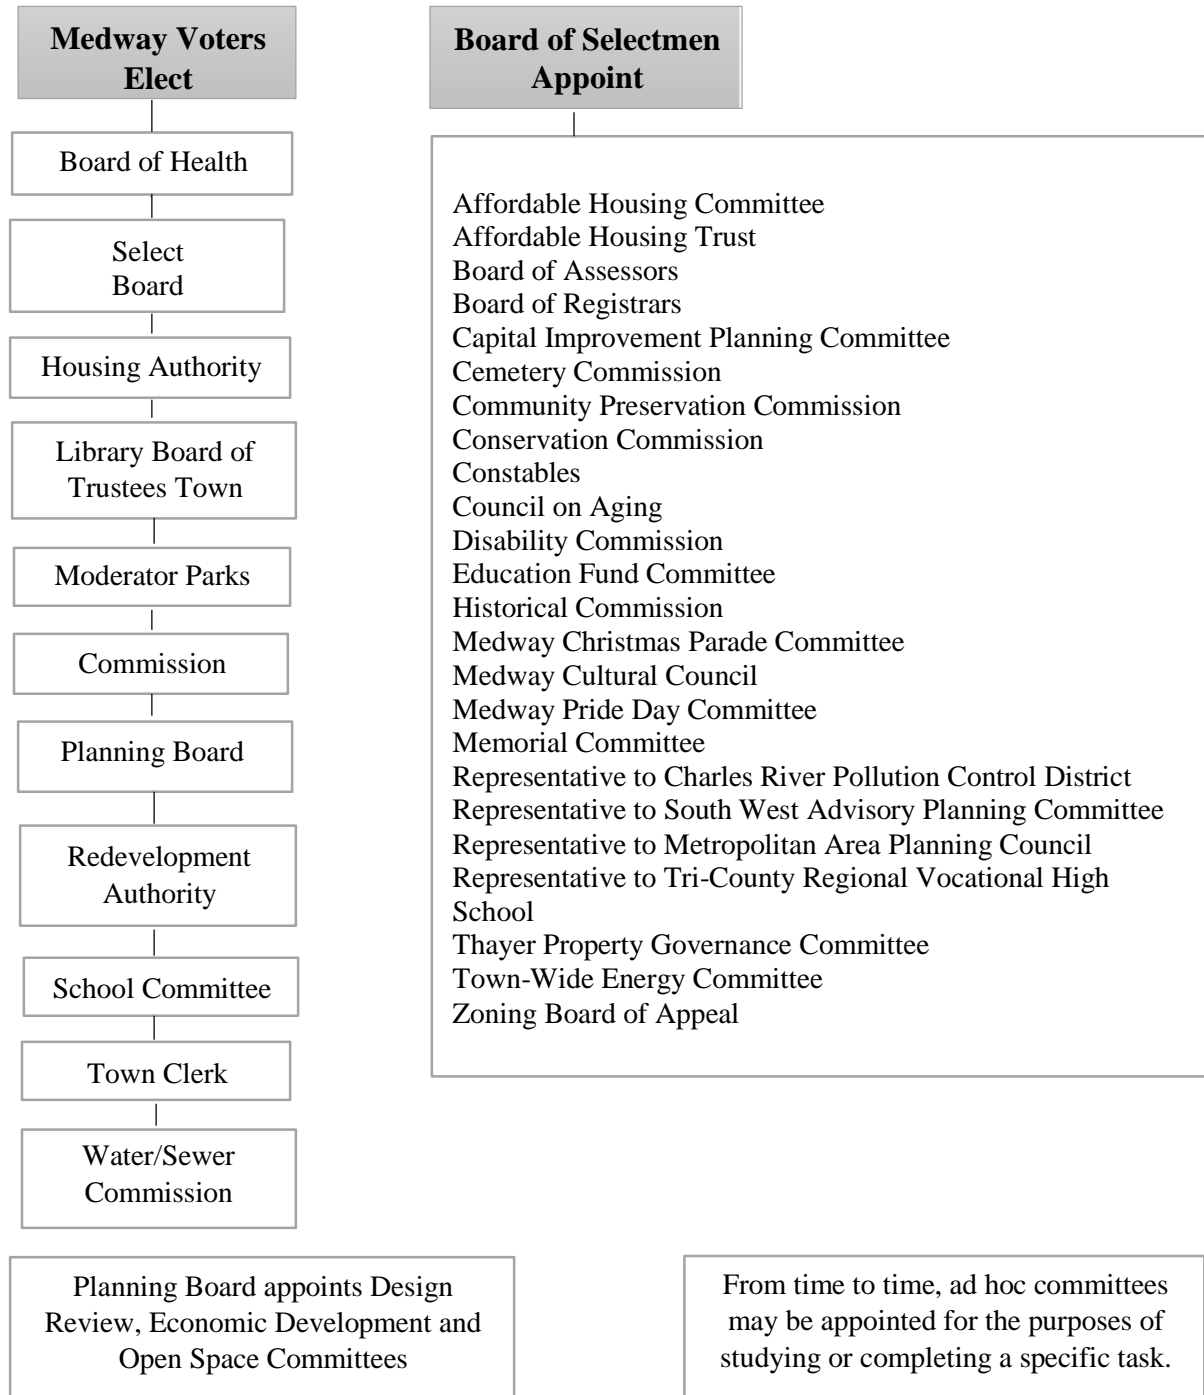 Medway Voters
Elect
Board of Health
Select
Board
Housing Authority
Library Board of
Trustees Town
Moderator Parks
Commission
Planning Board
Redevelopment
Authority
School Committee
Town Clerk
Water/Sewer
Commission
Board of Selectmen
Appoint
Affordable Housing Committee
Affordable Housing Trust
Board of Assessors
Board of Registrars
Capital Improvement Planning Committee
Cemetery Commission
Community Preservation Commission
Conservation Commission
Constables
Council on Aging
Disability Commission
Education Fund Committee
Historical Commission
Medway Christmas Parade Committee
Medway Cultural Council
Medway Pride Day Committee
Memorial Committee
Representative to Charles River Pollution Control District
Representative to South West Advisory Planning Committee
Representative to Metropolitan Area Planning Council
Representative to Tri-County Regional Vocational High
School
Thayer Property Governance Committee
Town-Wide Energy Committee
Zoning Board of Appeal
Planning Board appoints Design
Review, Economic Development and
Open Space Committees
From time to time, ad hoc committees
may be appointed for the purposes of
studying or completing a specific task.